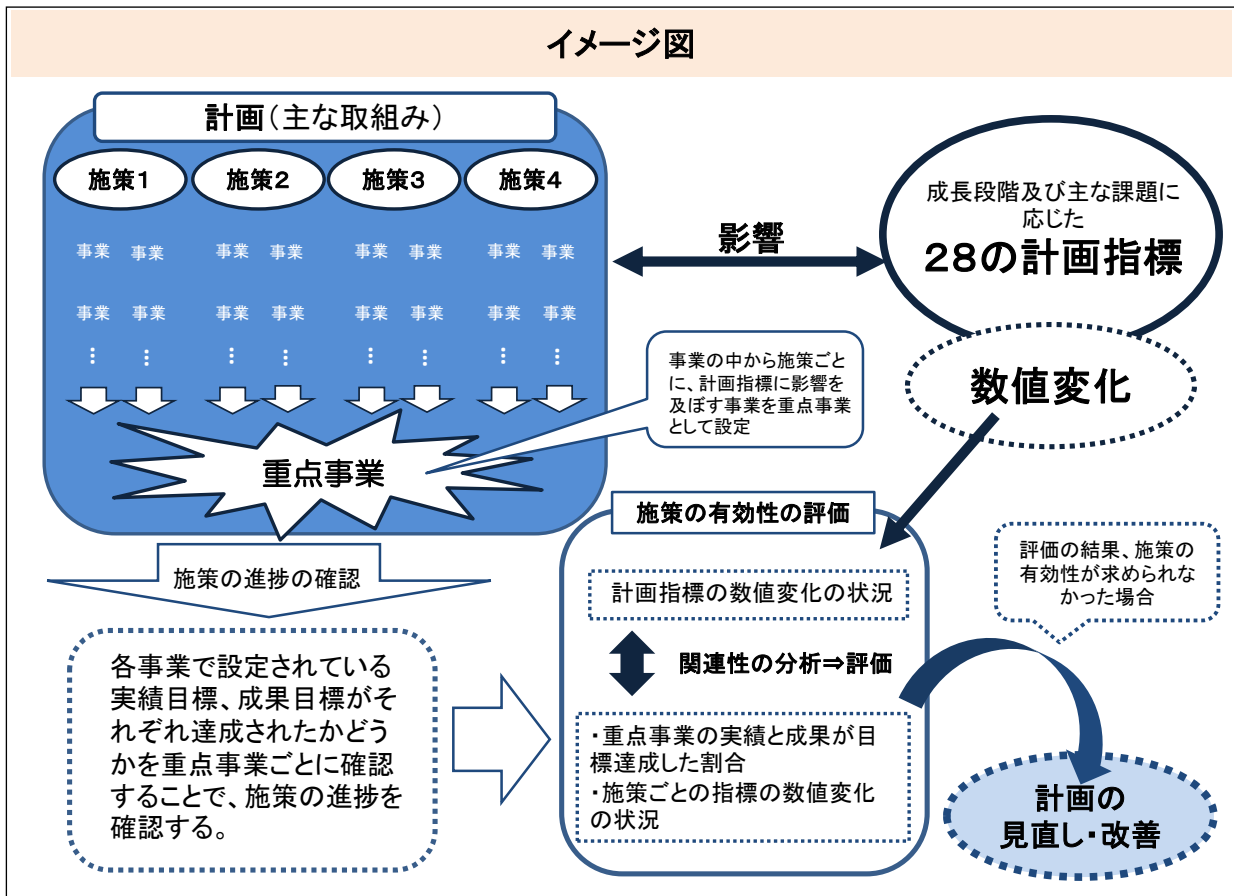 イメージ図
計画（主な取組み）
施策１
施策２
施策３
施策４
事業 事業 事業 事業 事業 事業 事業 事業
事業 事業 事業 事業 事業 事業 事業 事業
… … … … … … … …
重点事業
事業の中から施策ごと
に、計画指標に影響を
及ぼす事業を重点事業
として設定
影響
成長段階及び主な課題に
応じた
２８の計画指標
数値変化
施策の進捗の確認
各事業で設定されている
実績目標、成果目標がそ
れぞれ達成されたかどう
かを重点事業ごとに確認
することで、施策の進捗を
確認する。
施策の有効性の評価
計画指標の数値変化の状況
関連性の分析⇒評価
・重点事業の実績と成果が目
標達成した割合
・施策ごとの指標の数値変化
の状況
評価の結果、施策の
有効性が求められな
かった場合
計画の
見直し・改善